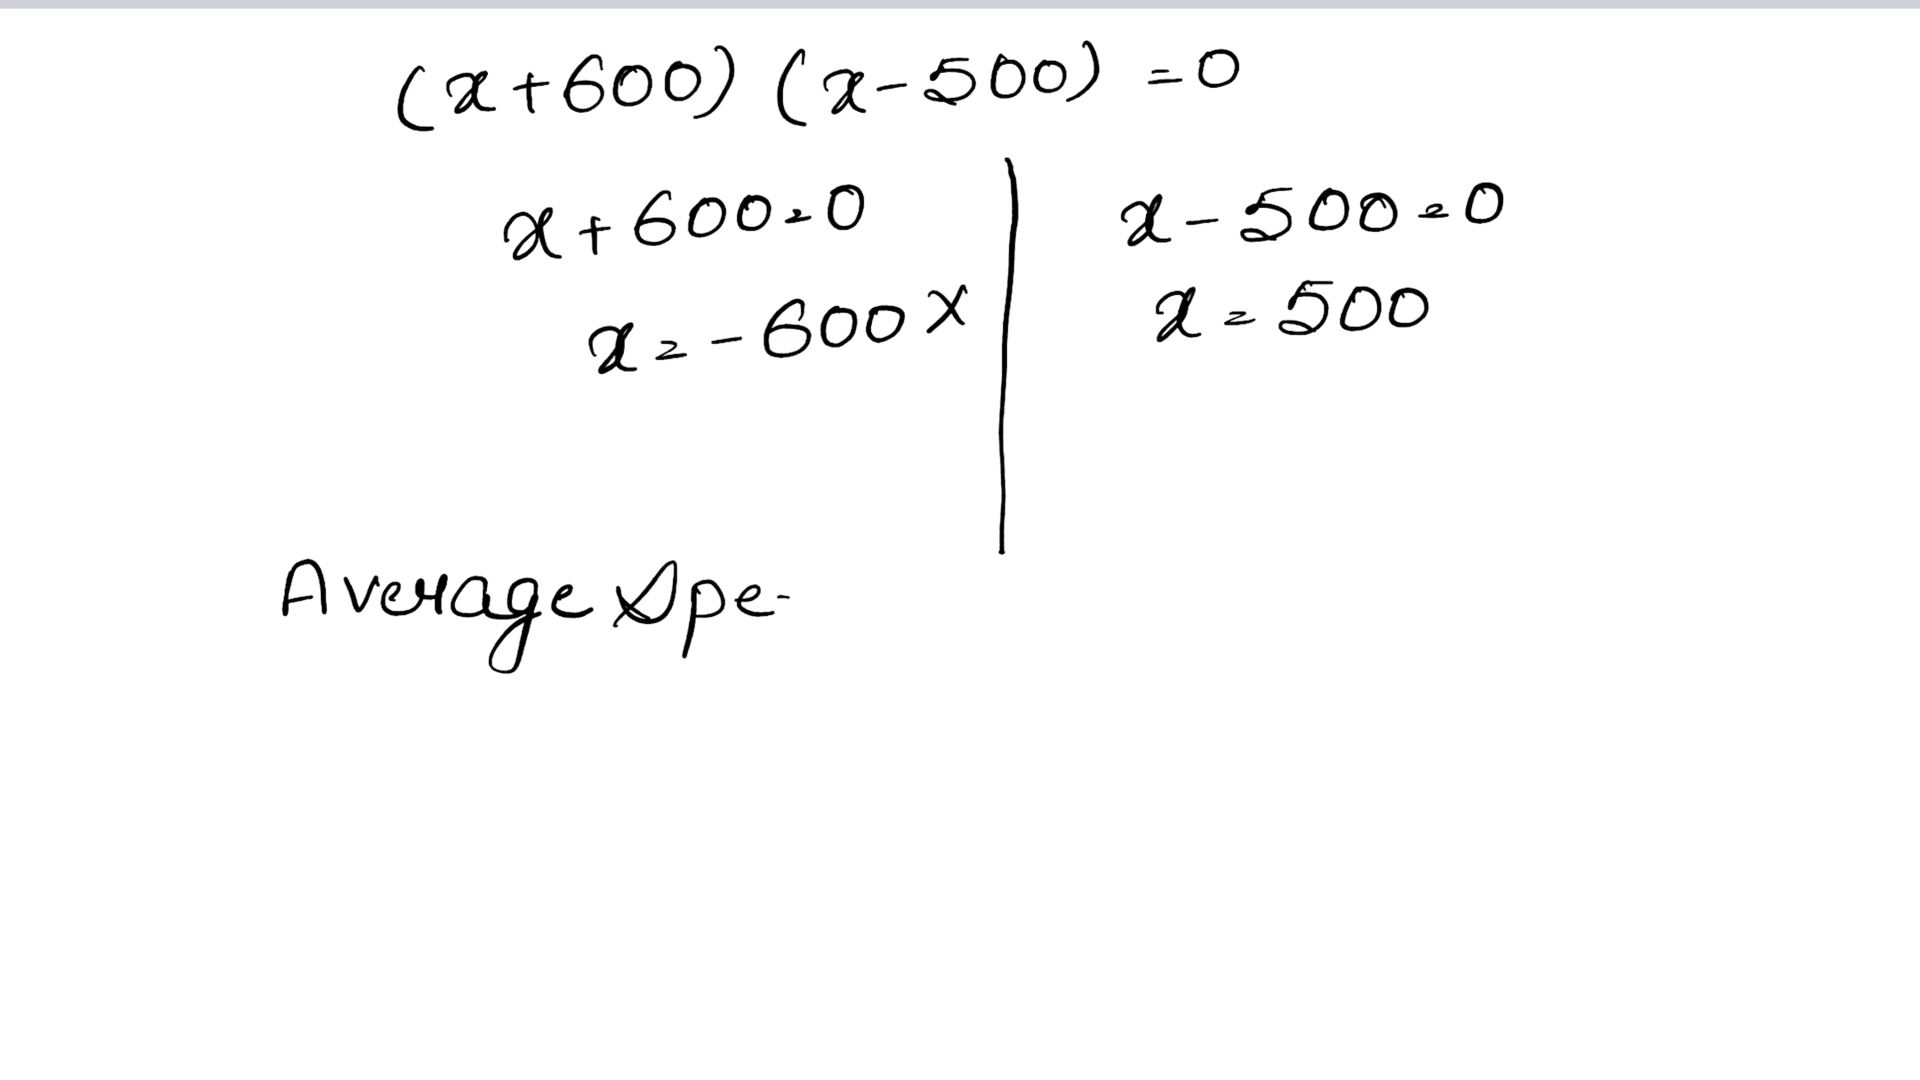 (x+600) (x-500) =0
x+600=0
x=-600 x
x-500=0
x=500
Average Spe-